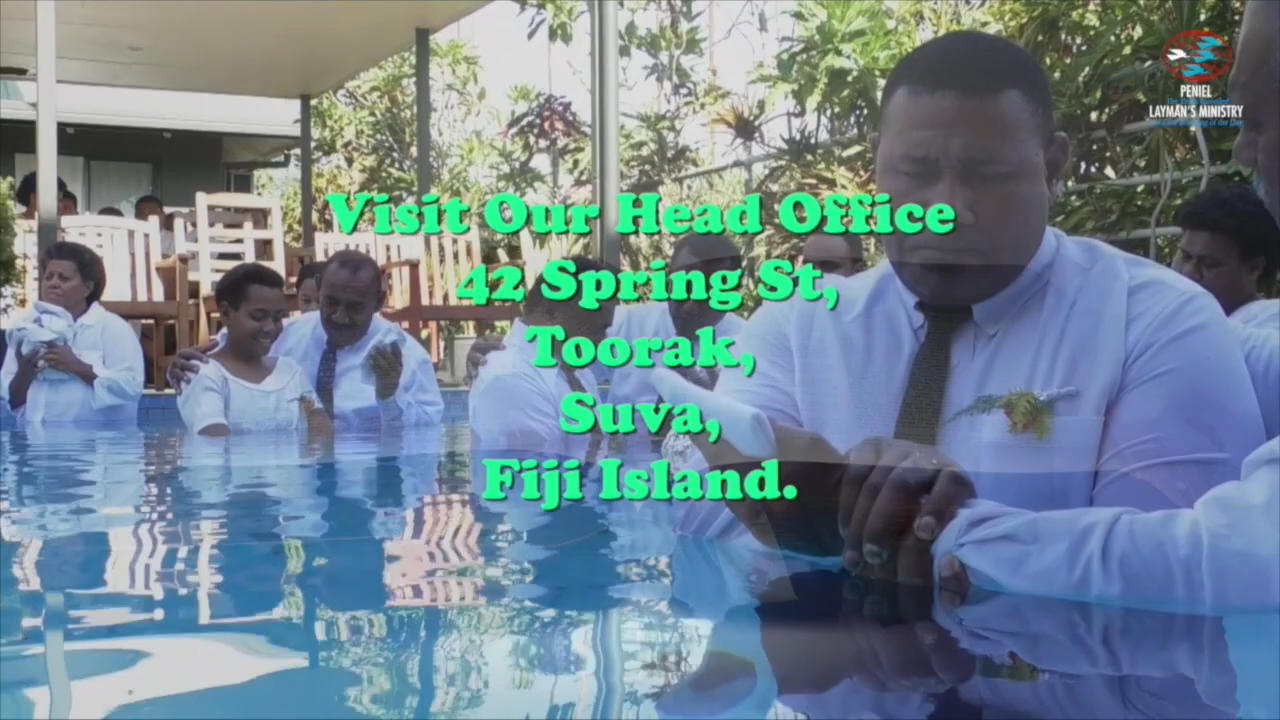 PENIEL
LAYMAN'S MINISTRY
Visit Our Head Office
42 Spring St,
Toorak,
Suva,
Fiji Island.